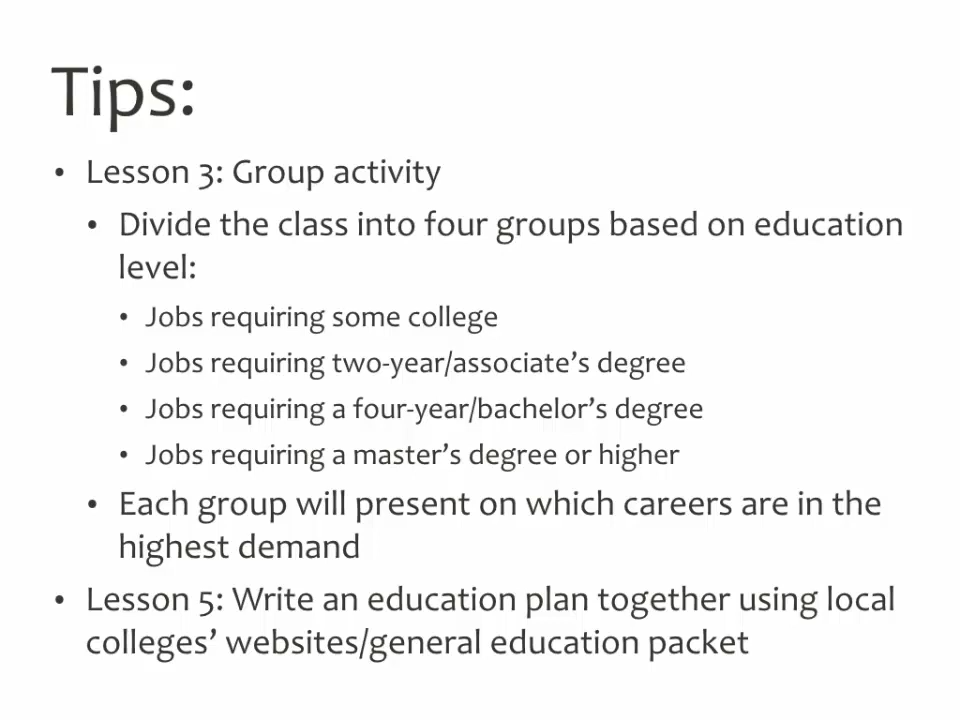 Tips:
• Lesson 3: Group activity
• Divide the class into four groups based on education
level:
• Jobs requiring some college
• Jobs requiring two-year/associate’s degree
• Jobs requiring a four-year/bachelor’s degree
• Jobs requiring a master’s degree or higher
• Each group will present on which careers are in the
highest demand
• Lesson 5: Write an education plan together using local
colleges’ websites/general education packet